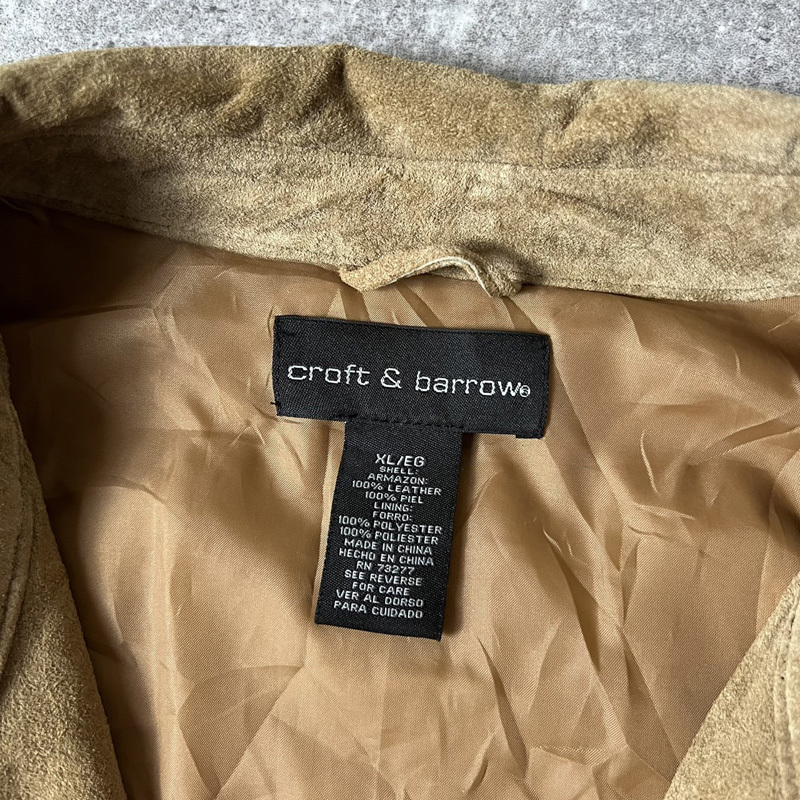 croft & barrow®
XL/EG
SHELL:
ARMAZON:
100% LEATHER
100% PIEL
LINING:
FORRO:
100% POLYESTER
100% POLIESTER
MADE IN CHINA
HECHO EN CHINA
RN 73277
SEE REVERSE
FOR CARE
VER AL DORSO
PARA CUIDADO